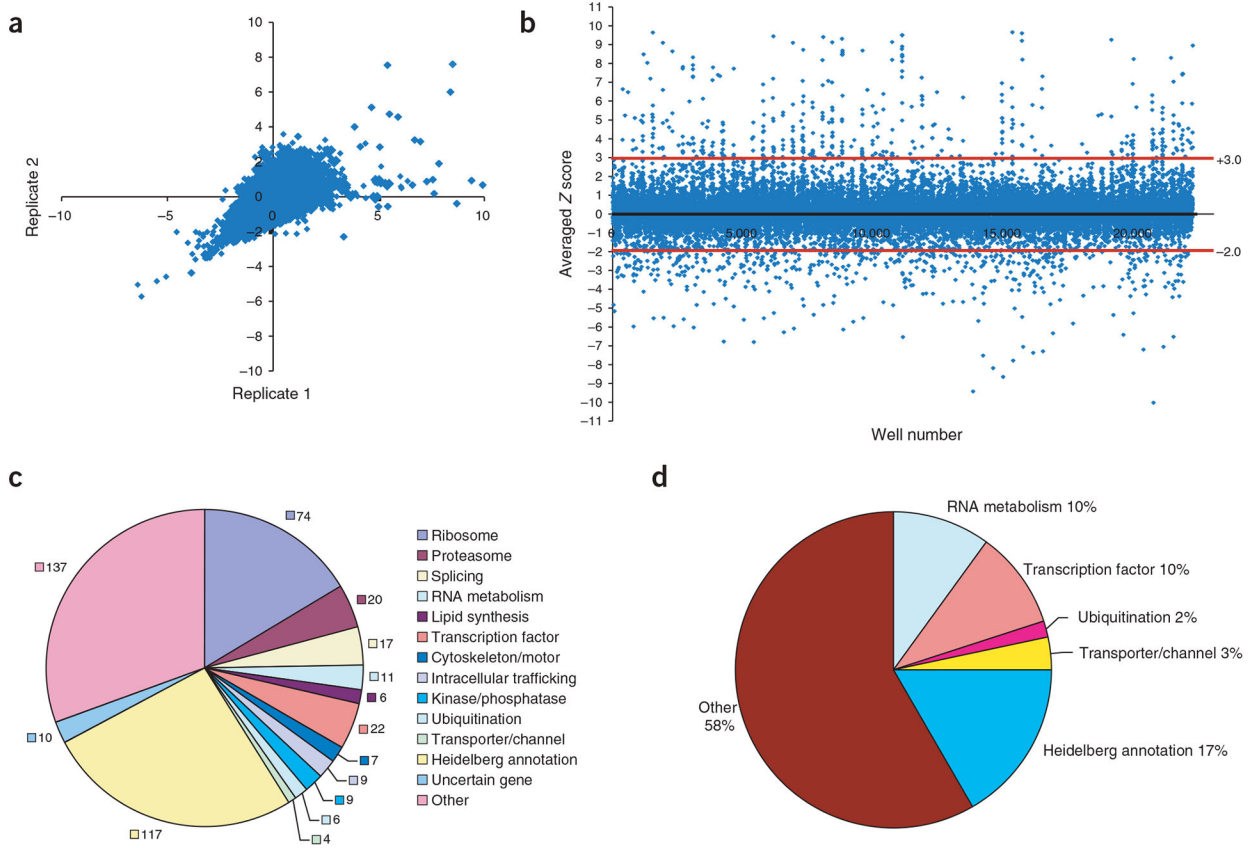 a
10
8
6
4
2
0
−2
−4
−6
−8
−10
−10
−5
0
5
10
Replicate 2
Replicate 1
b
11
10
9
8
7
6
5
4
3
2
1
0
−1
−2
−3
−4
−5
−6
−7
−8
−9
−10
−11
Averaged Z score
0
5,000
10,000
15,000
20,000
+3.0
−2.0
Well number
c
74
20
17
11
6
22
7
9
9
6
4
117
10
137
Ribosome
Proteasome
Splicing
RNA metabolism
Lipid synthesis
Transcription factor
Cytoskeleton/motor
Intracellular trafficking
Kinase/phosphatase
Ubiquitination
Transporter/channel
Heidelberg annotation
Uncertain gene
Other
d
RNA metabolism 10%
Transcription factor 10%
Ubiquitination 2%
Transporter/channel 3%
Heidelberg annotation 17%
Other
58%